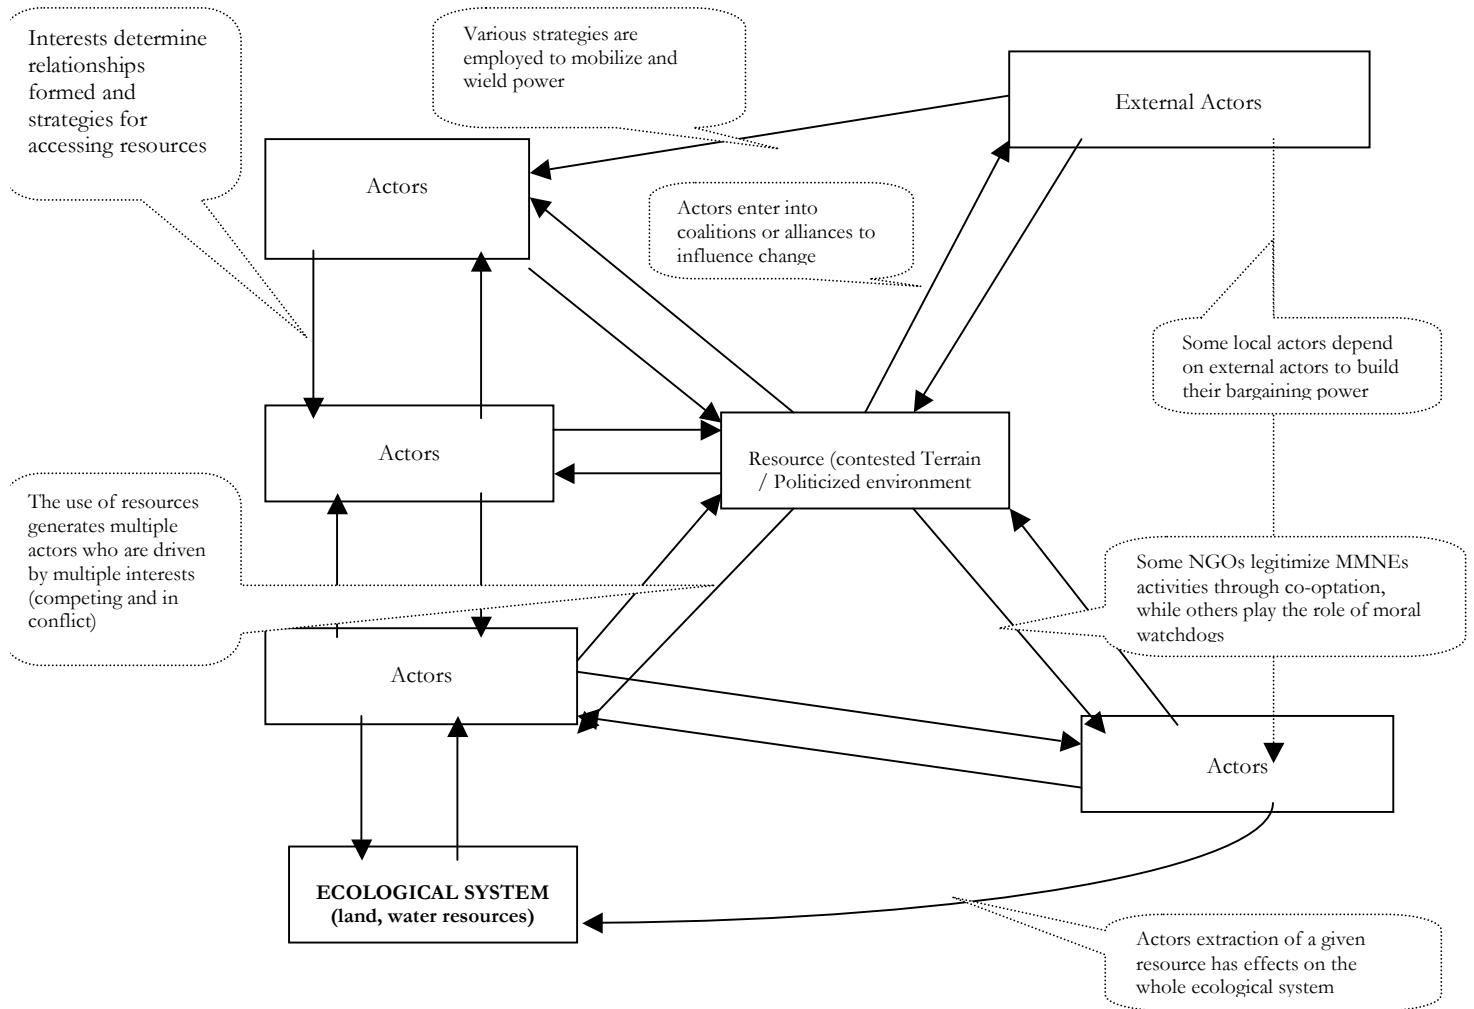 Interests determine
relationships
formed and
strategies for
accessing resources
Various strategies are
employed to mobilize and
wield power
External Actors
Actors
Actors enter into
coalitions or alliances to
influence change
Some local actors depend
on external actors to build
their bargaining power
Actors
Resource (contested Terrain
/ Politicized environment
The use of resources
generates multiple
actors who are driven
by multiple interests
(competing and in
conflict)
Some NGOs legitimize MMNEs
activities through co-optation,
while others play the role of moral
watchdogs
Actors
Actors
ECOLOGICAL SYSTEM
(land, water resources)
Actors extraction of a given
resource has effects on the
whole ecological system